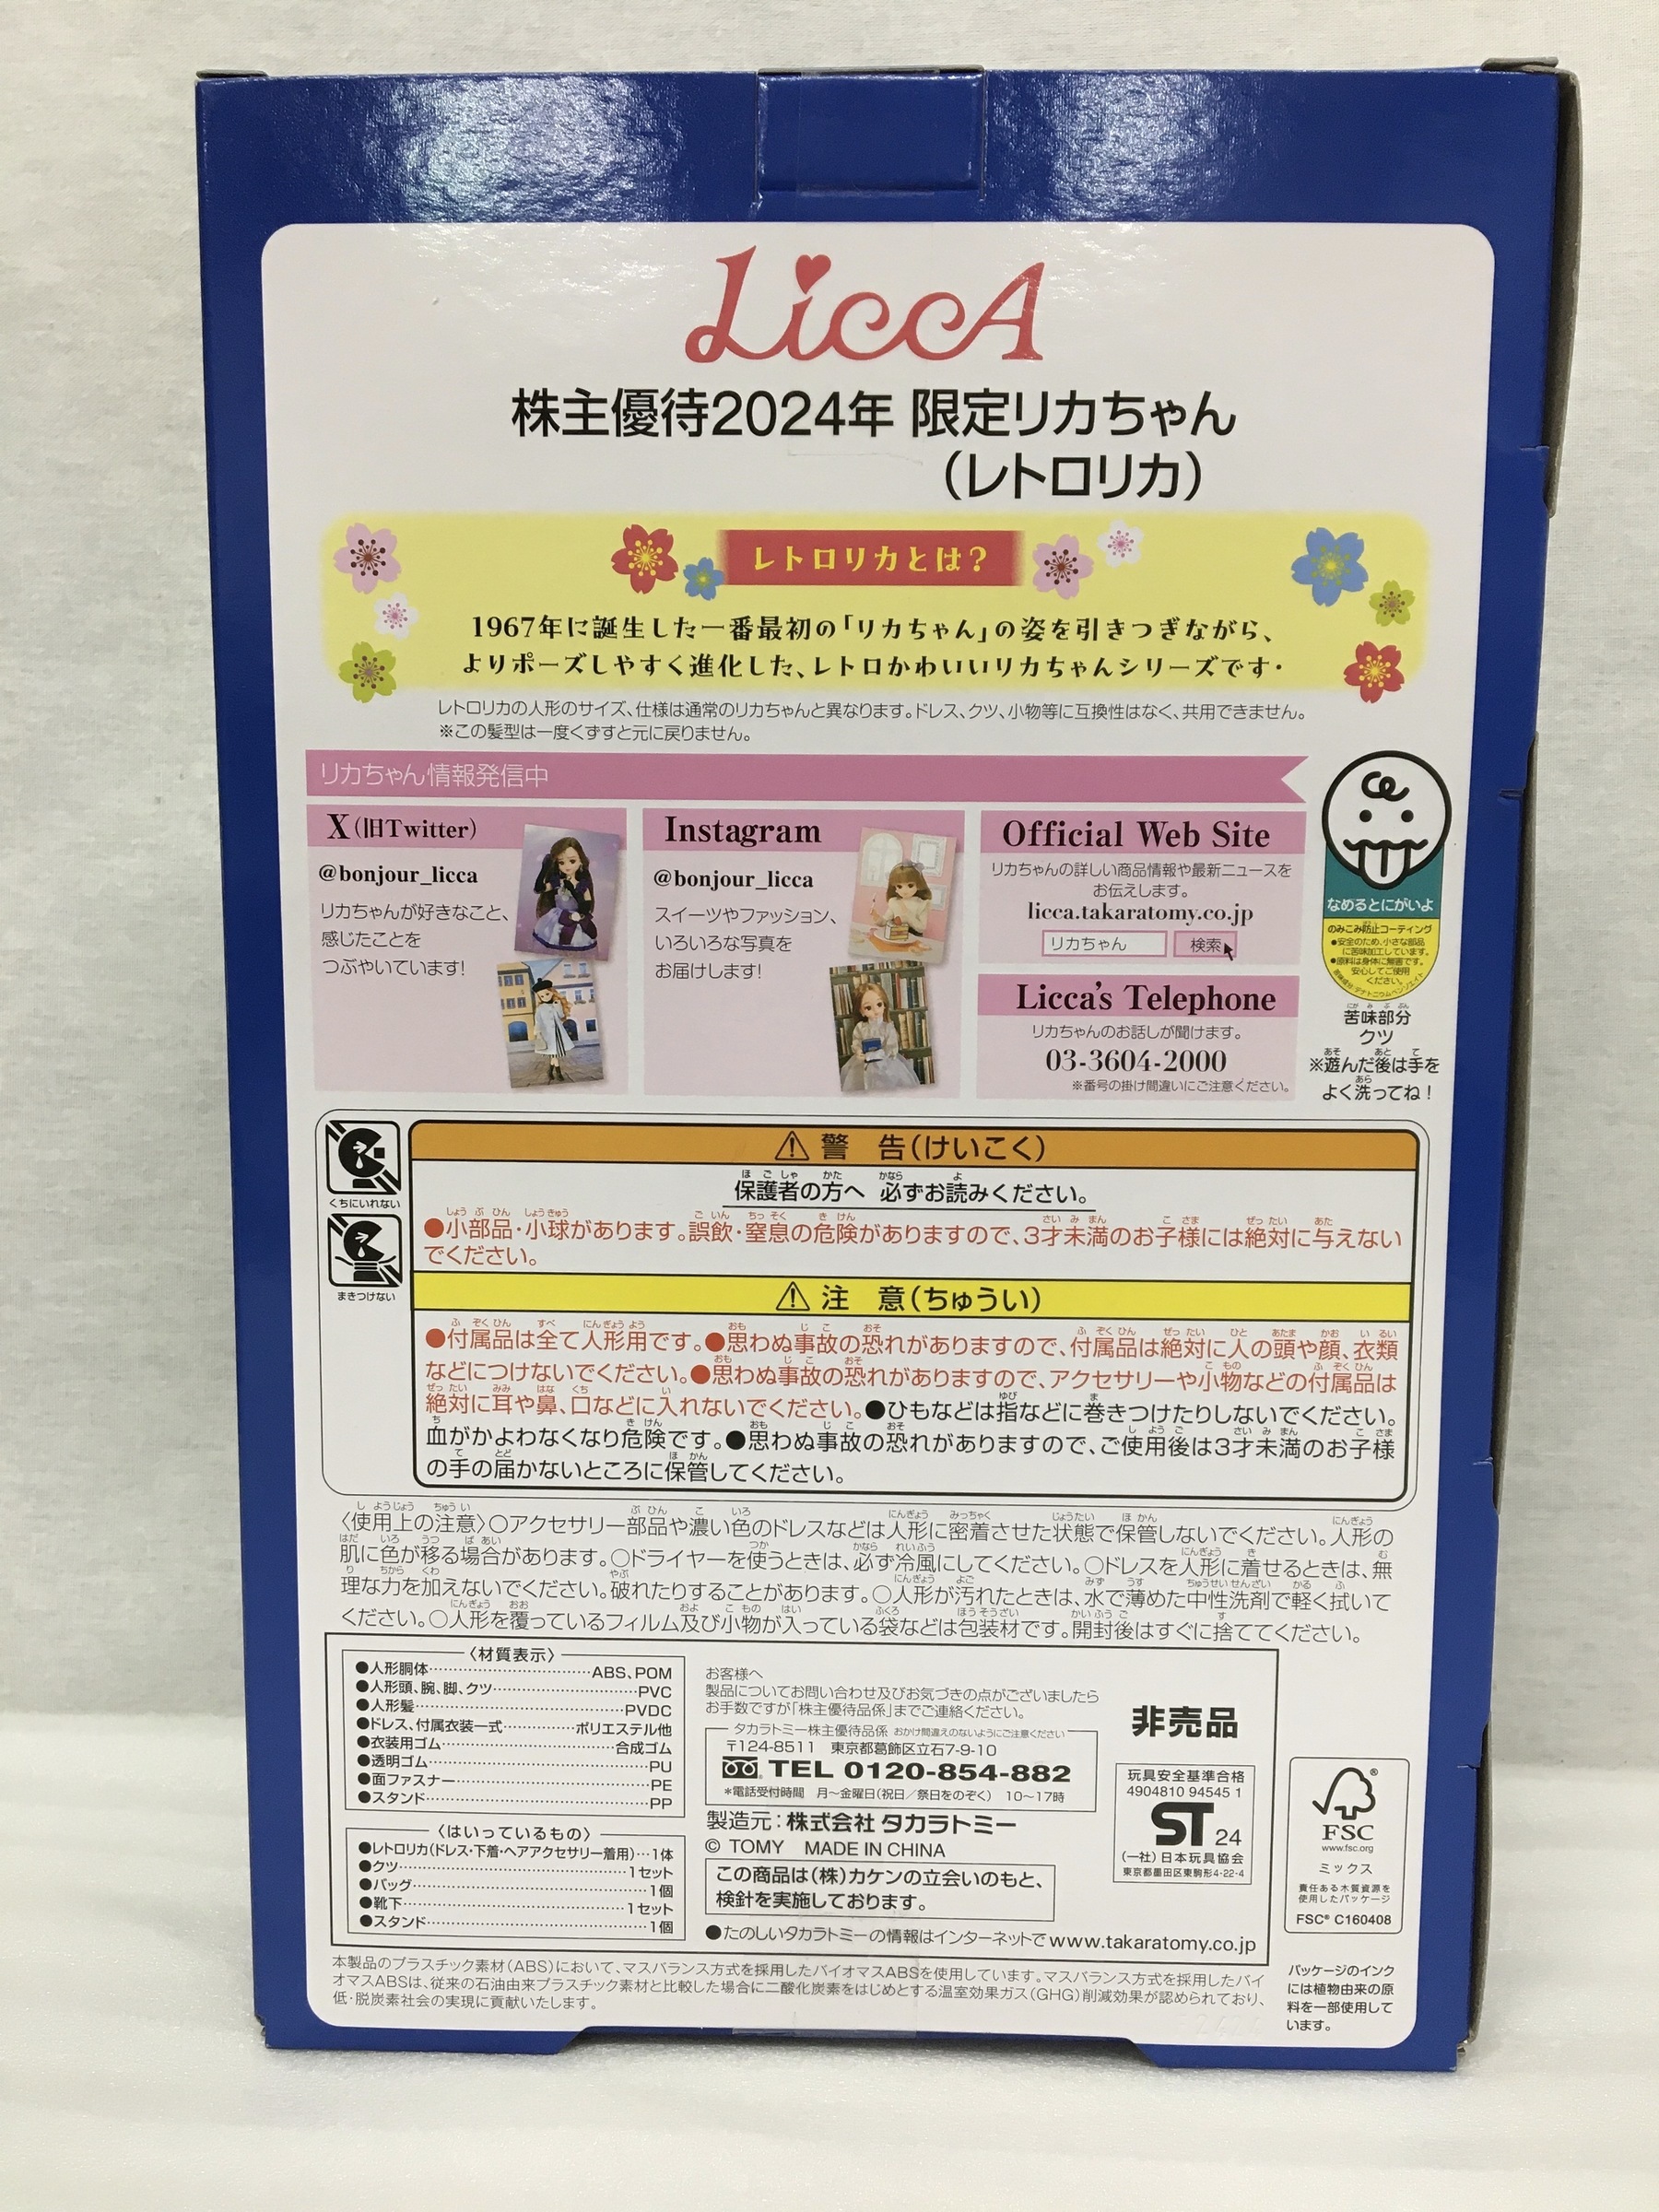 LiccA
株主優待2024年 限定リカちゃん
（レトロリカ）
レトロリカとは？
1967年に誕生した一番最初の「リカちゃん」の姿を引きつぎながら、
よりポーズしやすく進化した、レトロかわいいリカちゃんシリーズです・
レトロリカの人形のサイズ、仕様は通常のリカちゃんと異なります。ドレス、クツ、小物等に互換性はなく、共用できません。
※この髪型は一度くずすと元に戻りません。
リカちゃん情報発信中
X（旧Twitter）
@bonjour_licca
リカちゃんが好きなこと、
感じたことを
つぶやいています！
Instagram
@bonjour_licca
スイーツやファッション、
いろいろな写真を
お届けします！
Official Web Site
リカちゃんの詳しい商品情報や最新ニュースを
お伝えします。
licca.takaratomy.co.jp
リカちゃん 検索
Licca's Telephone
リカちゃんのお話しが聞けます。
03-3604-2000
※番号の掛け間違いにご注意ください。
なめるとにがいよ
のみこみ防止コーティング
●安全のため、小さな部品
に苦味加工しています。
●原料は身体に無害です。
安心してご使用
ください。
苦味成分：デナトニウムベンゾエイト
苦味部分
クツ
※遊んだ後は手を
よく洗ってね！
くちにいれない
まきつけない
⚠ 警 告（けいこく）
保護者の方へ 必ずお読みください。
●小部品・小球があります。誤飲・窒息の危険がありますので、3才未満のお子様には絶対に与えない
でください。
⚠ 注 意（ちゅうい）
●付属品は全て人形用です。●思わぬ事故の恐れがありますので、付属品は絶対に人の頭や顔、衣類
などにつけないでください。●思わぬ事故の恐れがありますので、アクセサリーや小物などの付属品は
絶対に耳や鼻、口などに入れないでください。●ひもなどは指などに巻きつけたりしないでください。
血がかよわなくなり危険です。●思わぬ事故の恐れがありますので、ご使用後は3才未満のお子様
の手の届かないところに保管してください。
〈使用上の注意〉○アクセサリー部品や濃い色のドレスなどは人形に密着させた状態で保管しないでください。人形の
肌に色が移る場合があります。○ドライヤーを使うときは、必ず冷風にしてください。○ドレスを人形に着せるときは、無
理な力を加えないでください。破れたりすることがあります。○人形が汚れたときは、水で薄めた中性洗剤で軽く拭いて
ください。○人形を覆っているフィルム及び小物が入っている袋などは包装材です。開封後はすぐに捨ててください。
〈材質表示〉
●人形胴体……ABS、POM
●人形頭、腕、脚、クツ……PVC
●人形髪……PVDC
●ドレス、付属衣装一式……ポリエステル他
●衣装用ゴム……合成ゴム
●透明ゴム……PU
●面ファスナー……PE
●スタンド……PP
〈はいっているもの〉
●レトロリカ（ドレス・下着・ヘアアクセサリー着用）…1体
●クツ……1セット
●バッグ……1個
●靴下……1セット
●スタンド……1個
お客様へ
製品についてお問い合わせ及びお気づきの点がございましたら
お手数ですが「株主優待品係」までご連絡ください。
タカラトミー株主優待品係 おかけ間違えのないようにご注意ください
〒124-8511 東京都葛飾区立石7-9-10
TEL 0120-854-882
*電話受付時間 月～金曜日（祝日／祭日をのぞく） 10～17時
製造元：株式会社 タカラトミー
© TOMY MADE IN CHINA
この商品は（株）カケンの立会いのもと、
検針を実施しております。
●たのしいタカラトミーの情報はインターネットで www.takaratomy.co.jp
非売品
玩具安全基準合格
4904810 94545 1
ST 24
（一社）日本玩具協会
東京都墨田区東駒形4-22-4
FSC
www.fsc.org
ミックス
責任ある木質資源を
使用したパッケージ
FSC® C160408
本製品のプラスチック素材（ABS）において、マスバランス方式を採用したバイオマスABSを使用しています。マスバランス方式を採用したバイ
オマスABSは、従来の石油由来プラスチック素材と比較した場合に二酸化炭素をはじめとする温室効果ガス（GHG）削減効果が認められており、
低・脱炭素社会の実現に貢献いたします。
パッケージのインク
には植物由来の原
料を一部使用して
います。